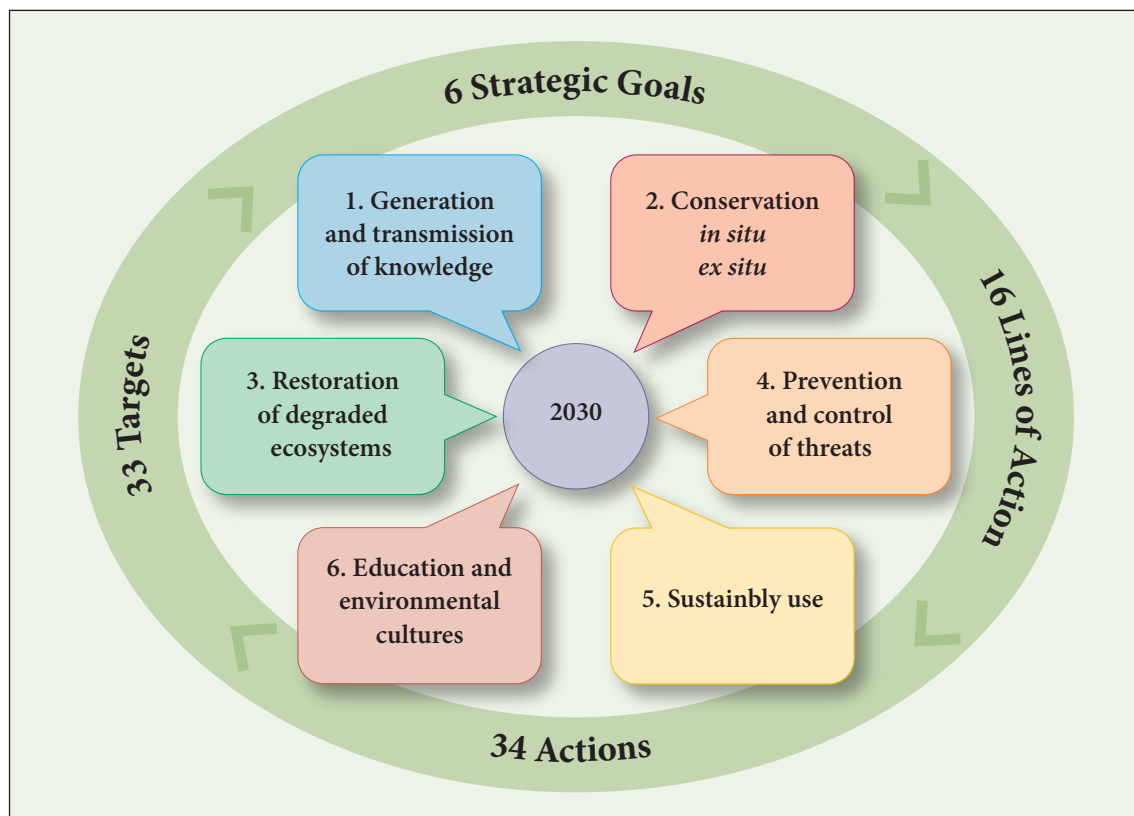 6 Strategic Goals
1. Generation
and transmission
of knowledge
2. Conservation
in situ
ex situ
16 Lines of Action
33 Targets
3. Restoration
of degraded
ecosystems
2030
4. Prevention
and control
of threats
6. Education and
environmental
cultures
5. Sustainbly use
34 Actions